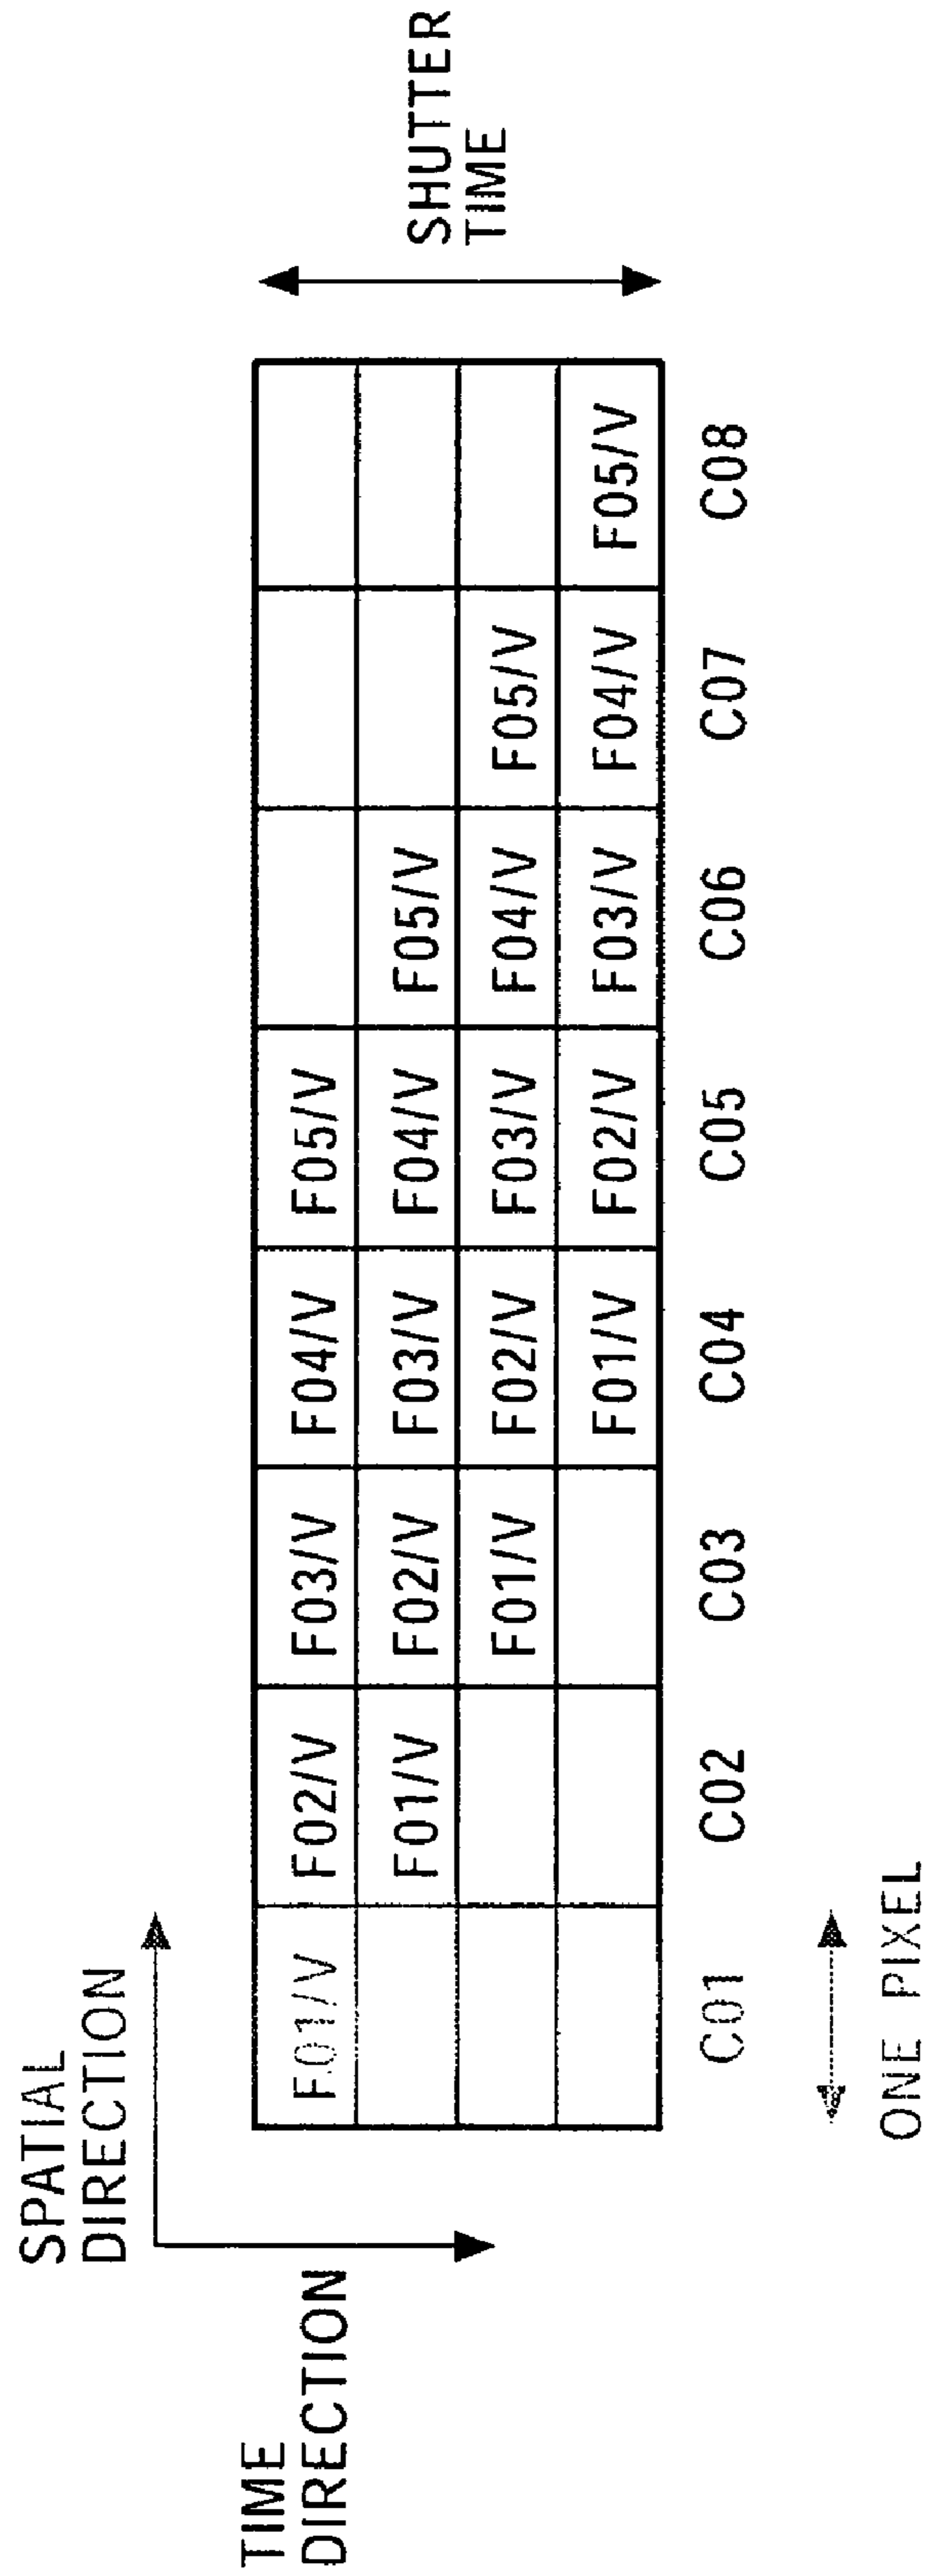 SPATIAL
DIRECTION
TIME
DIRECTION
SHUTTER
TIME
F01/V F02/V F03/V F04/V F05/V
F01/V F02/V F03/V F04/V F05/V
F01/V F02/V F03/V F04/V F05/V
F01/V F02/V F03/V F04/V F05/V
C01 C02 C03 C04 C05 C06 C07 C08
ONE PIXEL